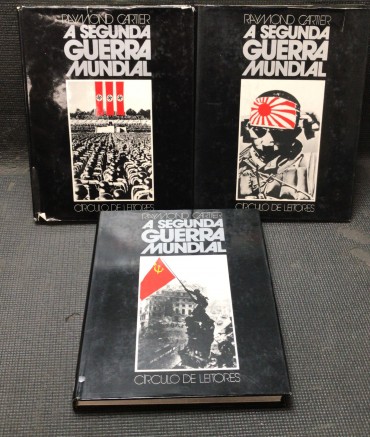 RAYMOND CARTIER
A SEGUNDA
GUERRA
MUNDIAL
CÍRCULO DE LEITORES
RAYMOND CARTIER
A SEGUNDA
GUERRA
MUNDIAL
CÍRCULO DE LEITORES
RAYMOND CARTIER
A SEGUNDA
GUERRA
MUNDIAL
CÍRCULO DE LEITORES